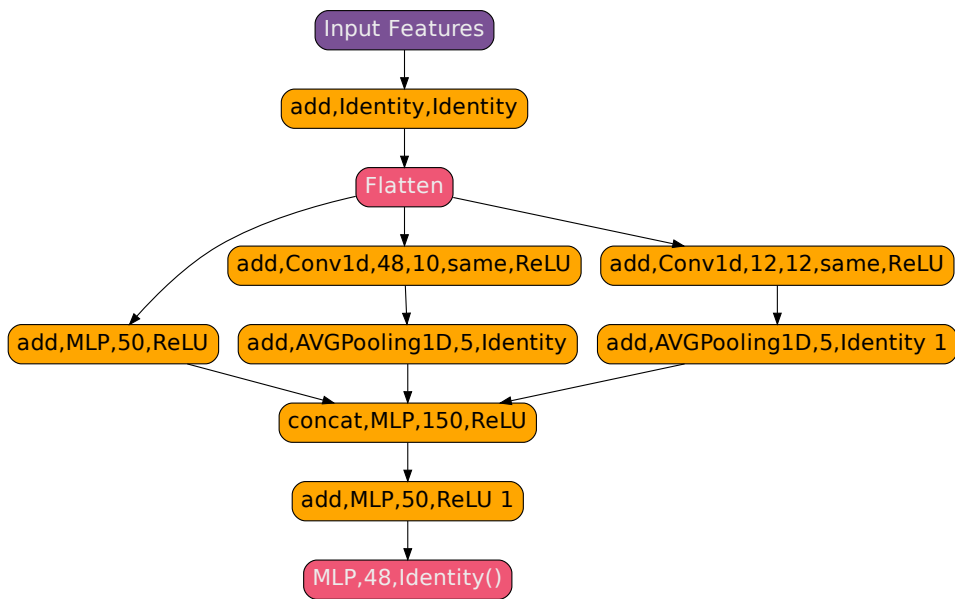 Input Features
add,Identity,Identity
Flatten
add,Conv1d,48,10,same,ReLU
add,Conv1d,12,12,same,ReLU
add,MLP,50,ReLU
add,AVGPooling1D,5,Identity
add,AVGPooling1D,5,Identity 1
concat,MLP,150,ReLU
add,MLP,50,ReLU 1
MLP,48,Identity()